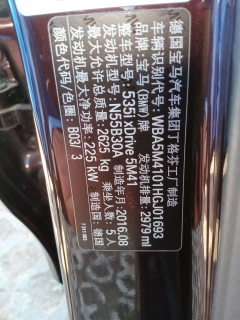 德国宝马汽车集团丁格芬工厂制造
车辆识别代号: WBA5M4101HGJ01693
品牌: 宝马(BMW)牌 发动机排量: 2979 ml
整车型号: 535i xDrive 5M41
发动机型号: N55B30A 制造年月: 2016.08
最大允许总质量: 2625 kg 乘坐人数: 5 人
发动机最大净功率: 225 kW 制造国: 德国
颜色代码/色圈: B03/ 3